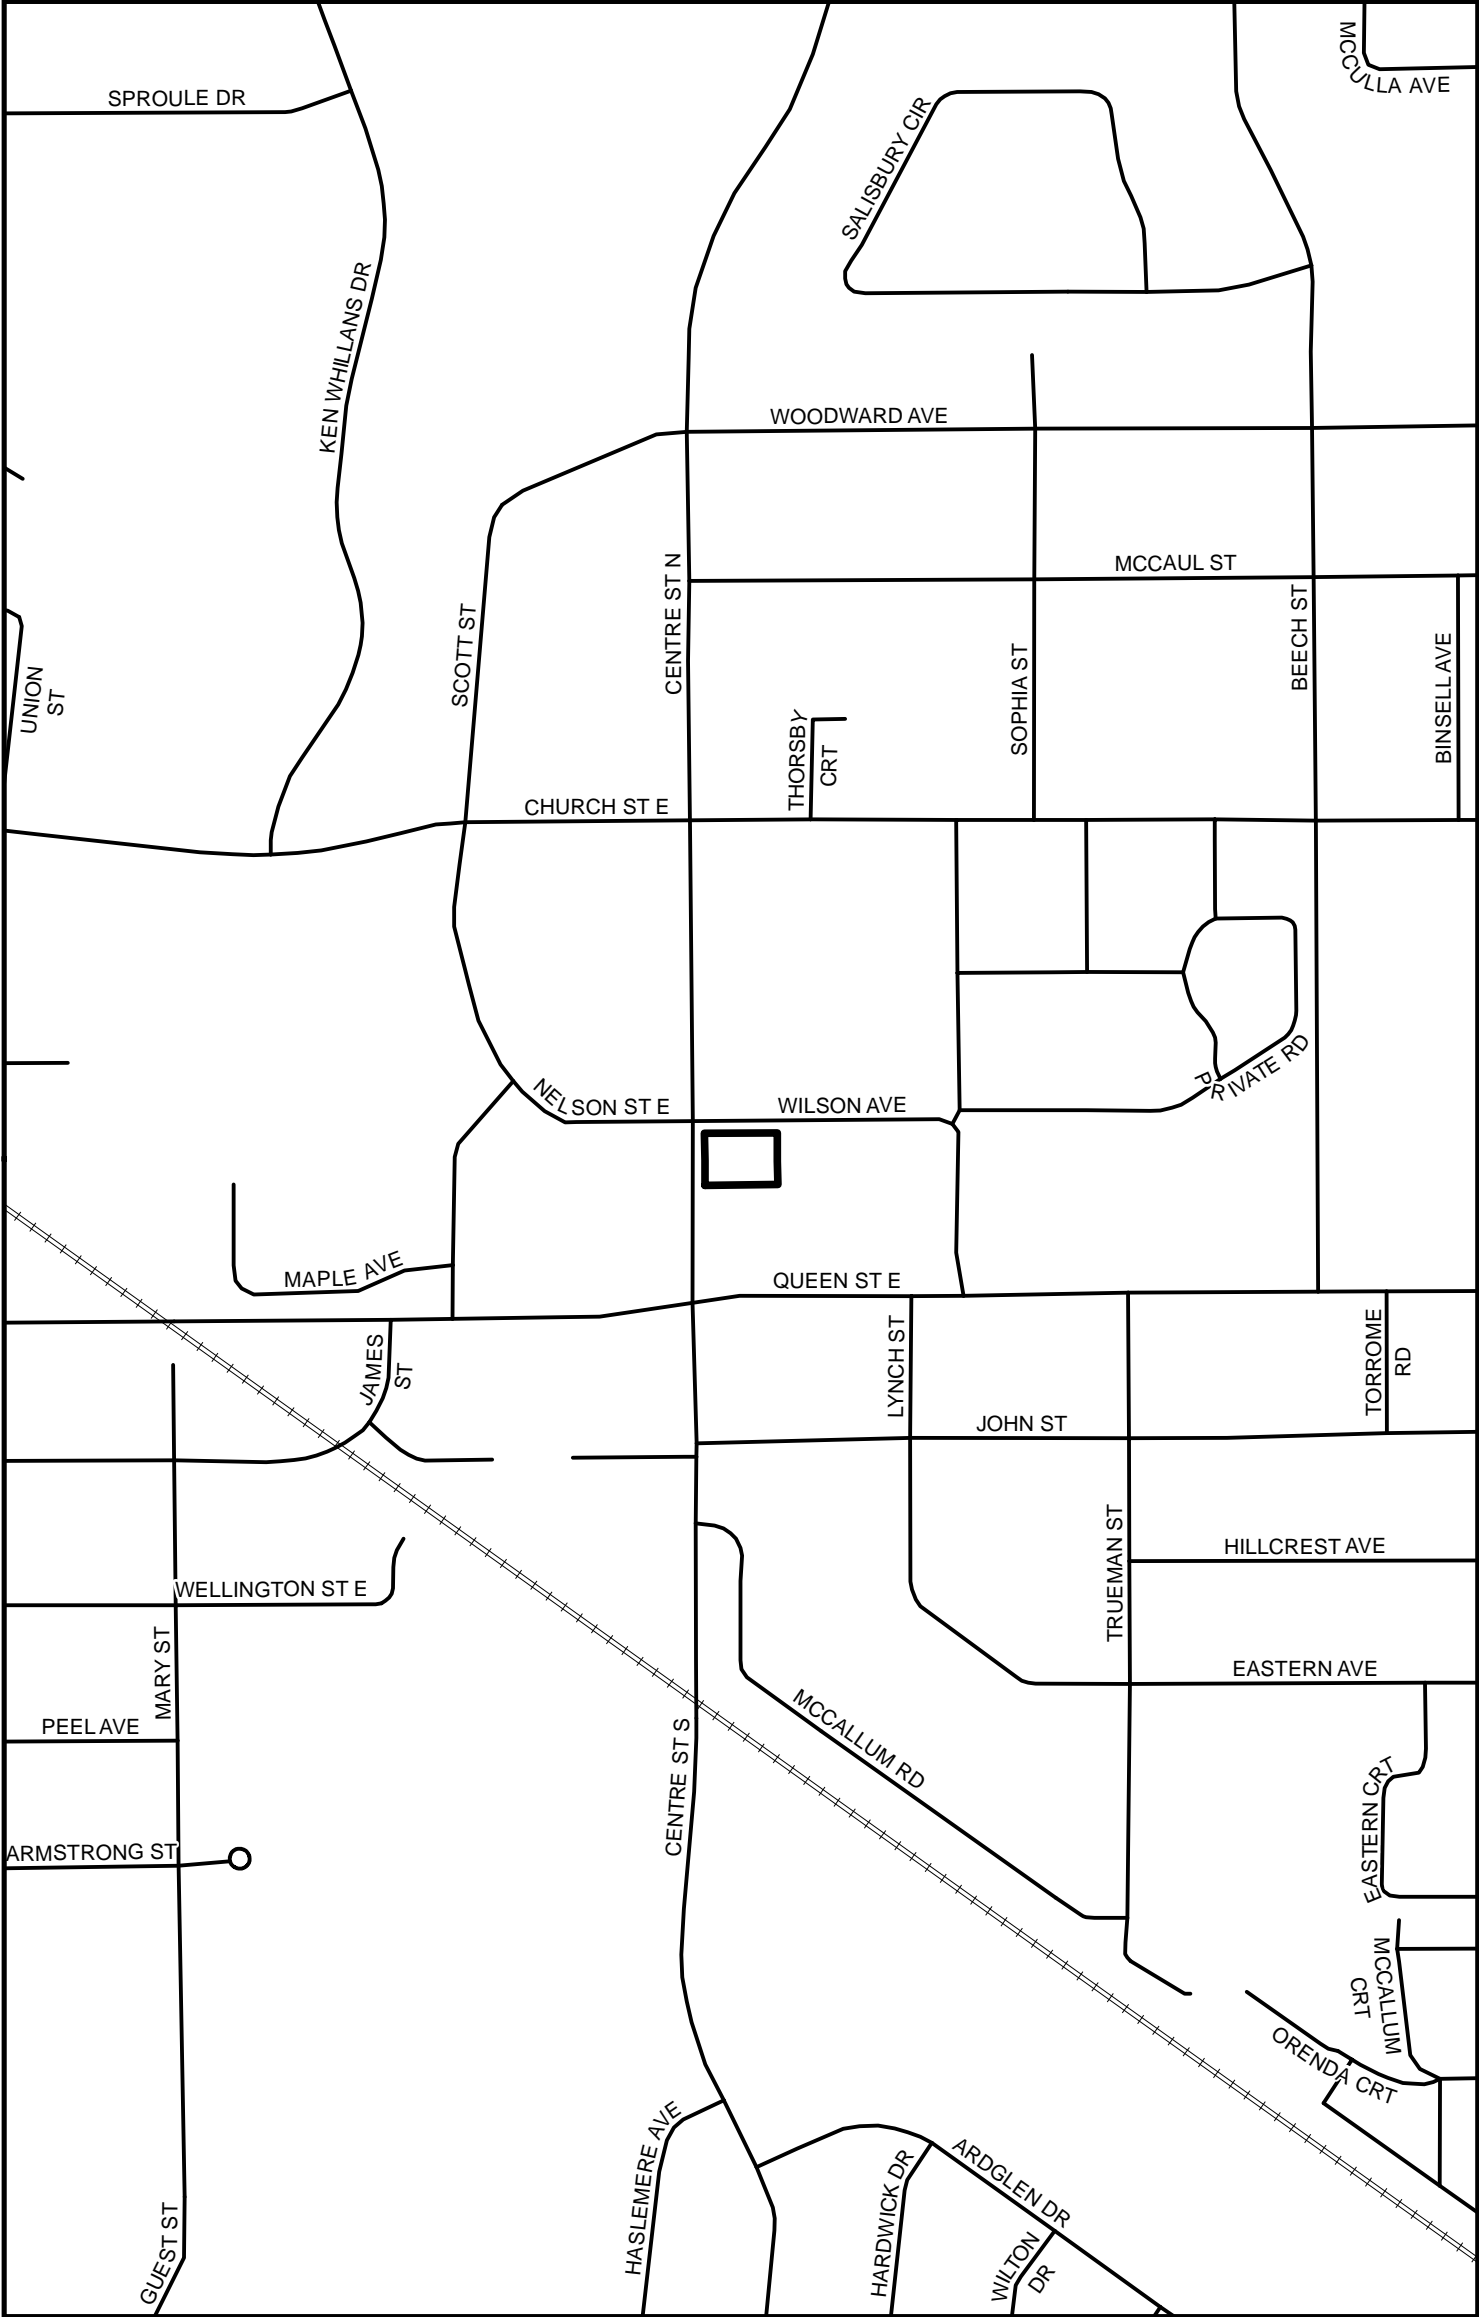 MCCULLA AVE
SPROULE DR
SALISBURY CIR
KEN WHILLANS DR
WOODWARD AVE
MCCAUL ST
CENTRE ST N
SCOTT ST
BEECH ST
BINSELL AVE
SOPHIA ST
UNION
ST
THORSBY
CRT
CHURCH ST E
PRIVATE RD
NELSON ST E
WILSON AVE
MAPLE AVE
QUEEN ST E
JAMES
ST
LYNCH ST
TORROME
RD
JOHN ST
TRUEMAN ST
HILLCREST AVE
WELLINGTON ST E
MARY ST
EASTERN AVE
PEEL AVE
MCCALLUM RD
CENTRE ST S
EASTERN CRT
ARMSTRONG ST
MCCALLUM
CRT
ORENDA CRT
HASLEMERE AVE
HARDWICK DR
ARDGLEN DR
WILTON
DR
GUEST ST